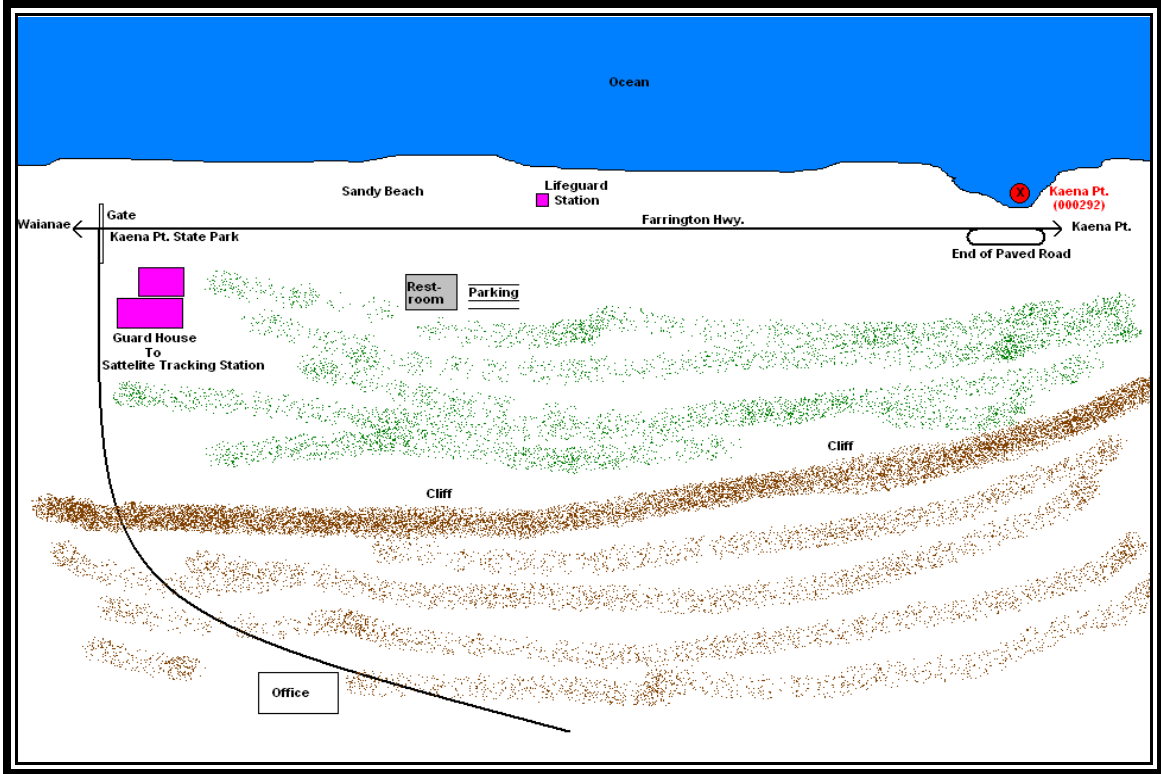 Ocean
Sandy Beach
Lifeguard
Station
X
Kaena Pt.
(000292)
Gate
Waianae
Farrington Hwy.
Kaena Pt.
Kaena Pt. State Park
End of Paved Road
Rest-
room
Parking
Guard House
To
Sattelite Tracking Station
Cliff
Cliff
Office